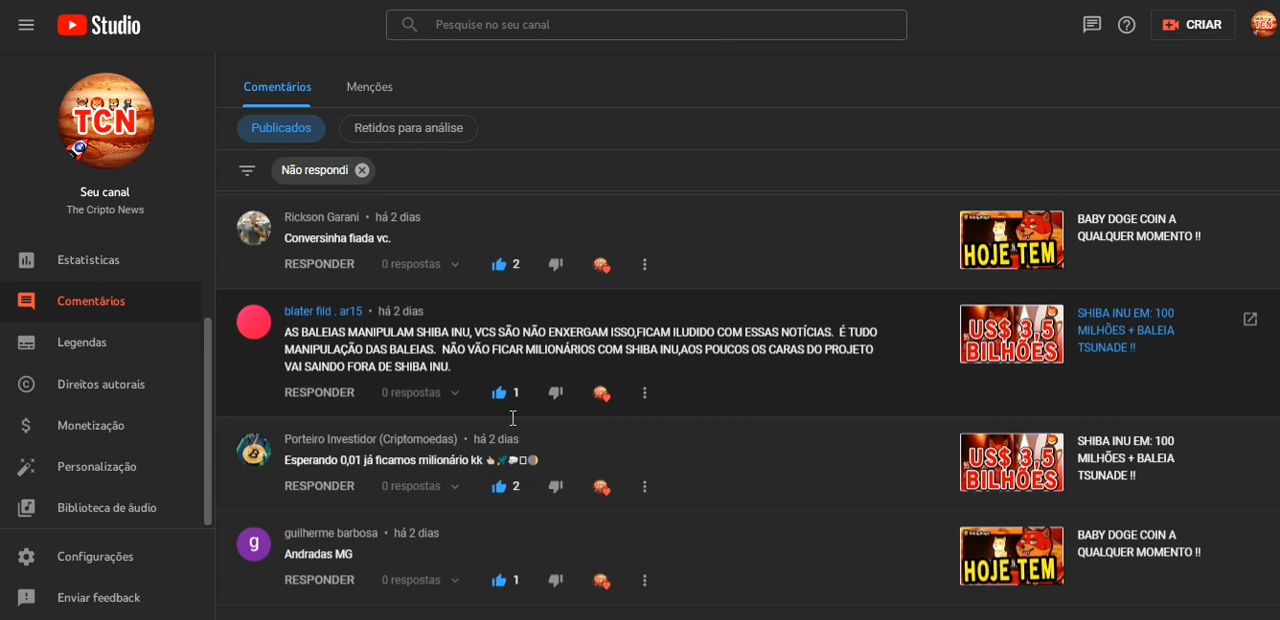 Studio
Pesquise no seu canal
CRIAR
TCN
TCN
Seu canal
The Cripto News
Estatísticas
Comentários
Legendas
Direitos autorais
Monetização
Personalização
Biblioteca de áudio
Configurações
Enviar feedback
Comentários
Menções
Publicados
Retidos para análise
Não respondi
Rickson Garani • há 2 dias
Conversinha fiada vc.
RESPONDER 0 respostas 2
HOJE TEM
BABY DOGE COIN A
QUALQUER MOMENTO !!
blater fild . ar15 • há 2 dias
AS BALEIAS MANIPULAM SHIBA INU, VCS SÃO NÃO ENXERGAM ISSO,FICAM ILUDIDO COM ESSAS NOTÍCIAS. É TUDO
MANIPULAÇÃO DAS BALEIAS. NÃO VÃO FICAR MILIONÁRIOS COM SHIBA INU,AOS POUCOS OS CARAS DO PROJETO
VAI SAINDO FORA DE SHIBA INU.
RESPONDER 0 respostas 1
US$ 3,5
BILHÕES
SHIBA INU EM: 100
MILHÕES + BALEIA
TSUNADE !!
Porteiro Investidor (Criptomoedas) • há 2 dias
Esperando 0,01 já ficamos milionário kk
RESPONDER 0 respostas 2
US$ 3,5
BILHÕES
SHIBA INU EM: 100
MILHÕES + BALEIA
TSUNADE !!
g
guilherme barbosa • há 2 dias
Andradas MG
RESPONDER 0 respostas 1
HOJE TEM
BABY DOGE COIN A
QUALQUER MOMENTO !!